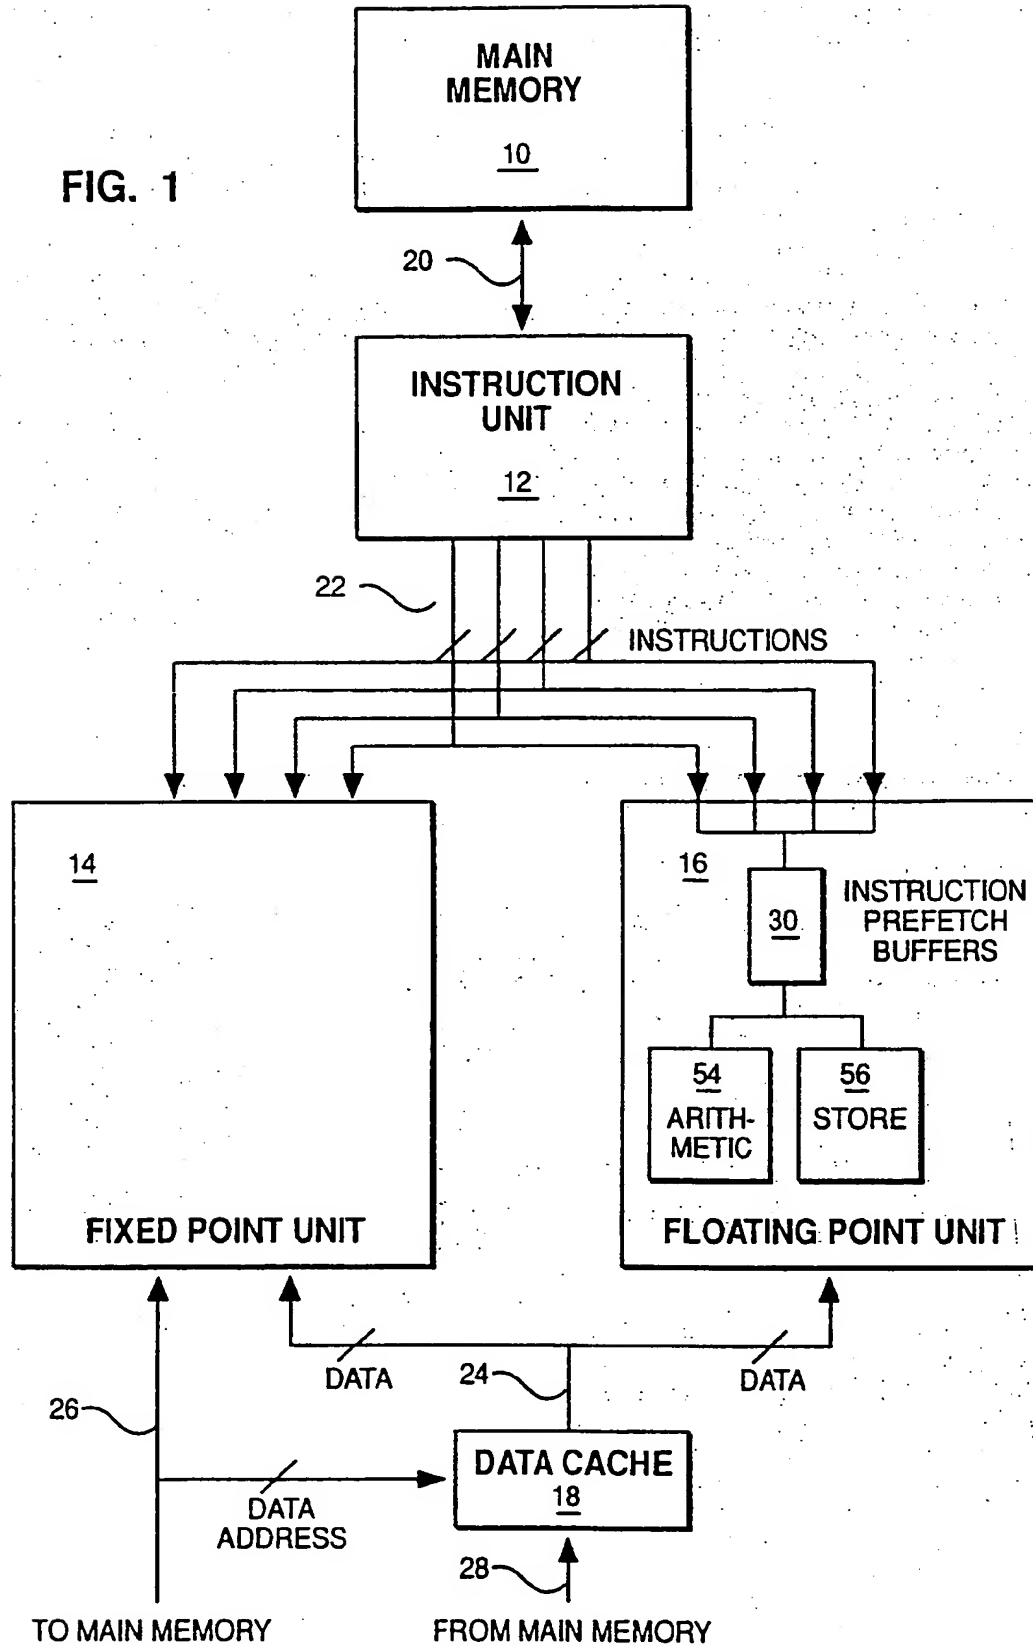 MAIN
MEMORY
10
FIG. 1
20
INSTRUCTION
UNIT
12
22
INSTRUCTIONS
14
16
INSTRUCTION
PREFETCH
BUFFERS
30
54
ARITH-
METIC
56
STORE
FIXED POINT UNIT
FLOATING POINT UNIT
DATA
24
DATA
26
DATA CACHE
18
DATA
ADDRESS
28
TO MAIN MEMORY
FROM MAIN MEMORY